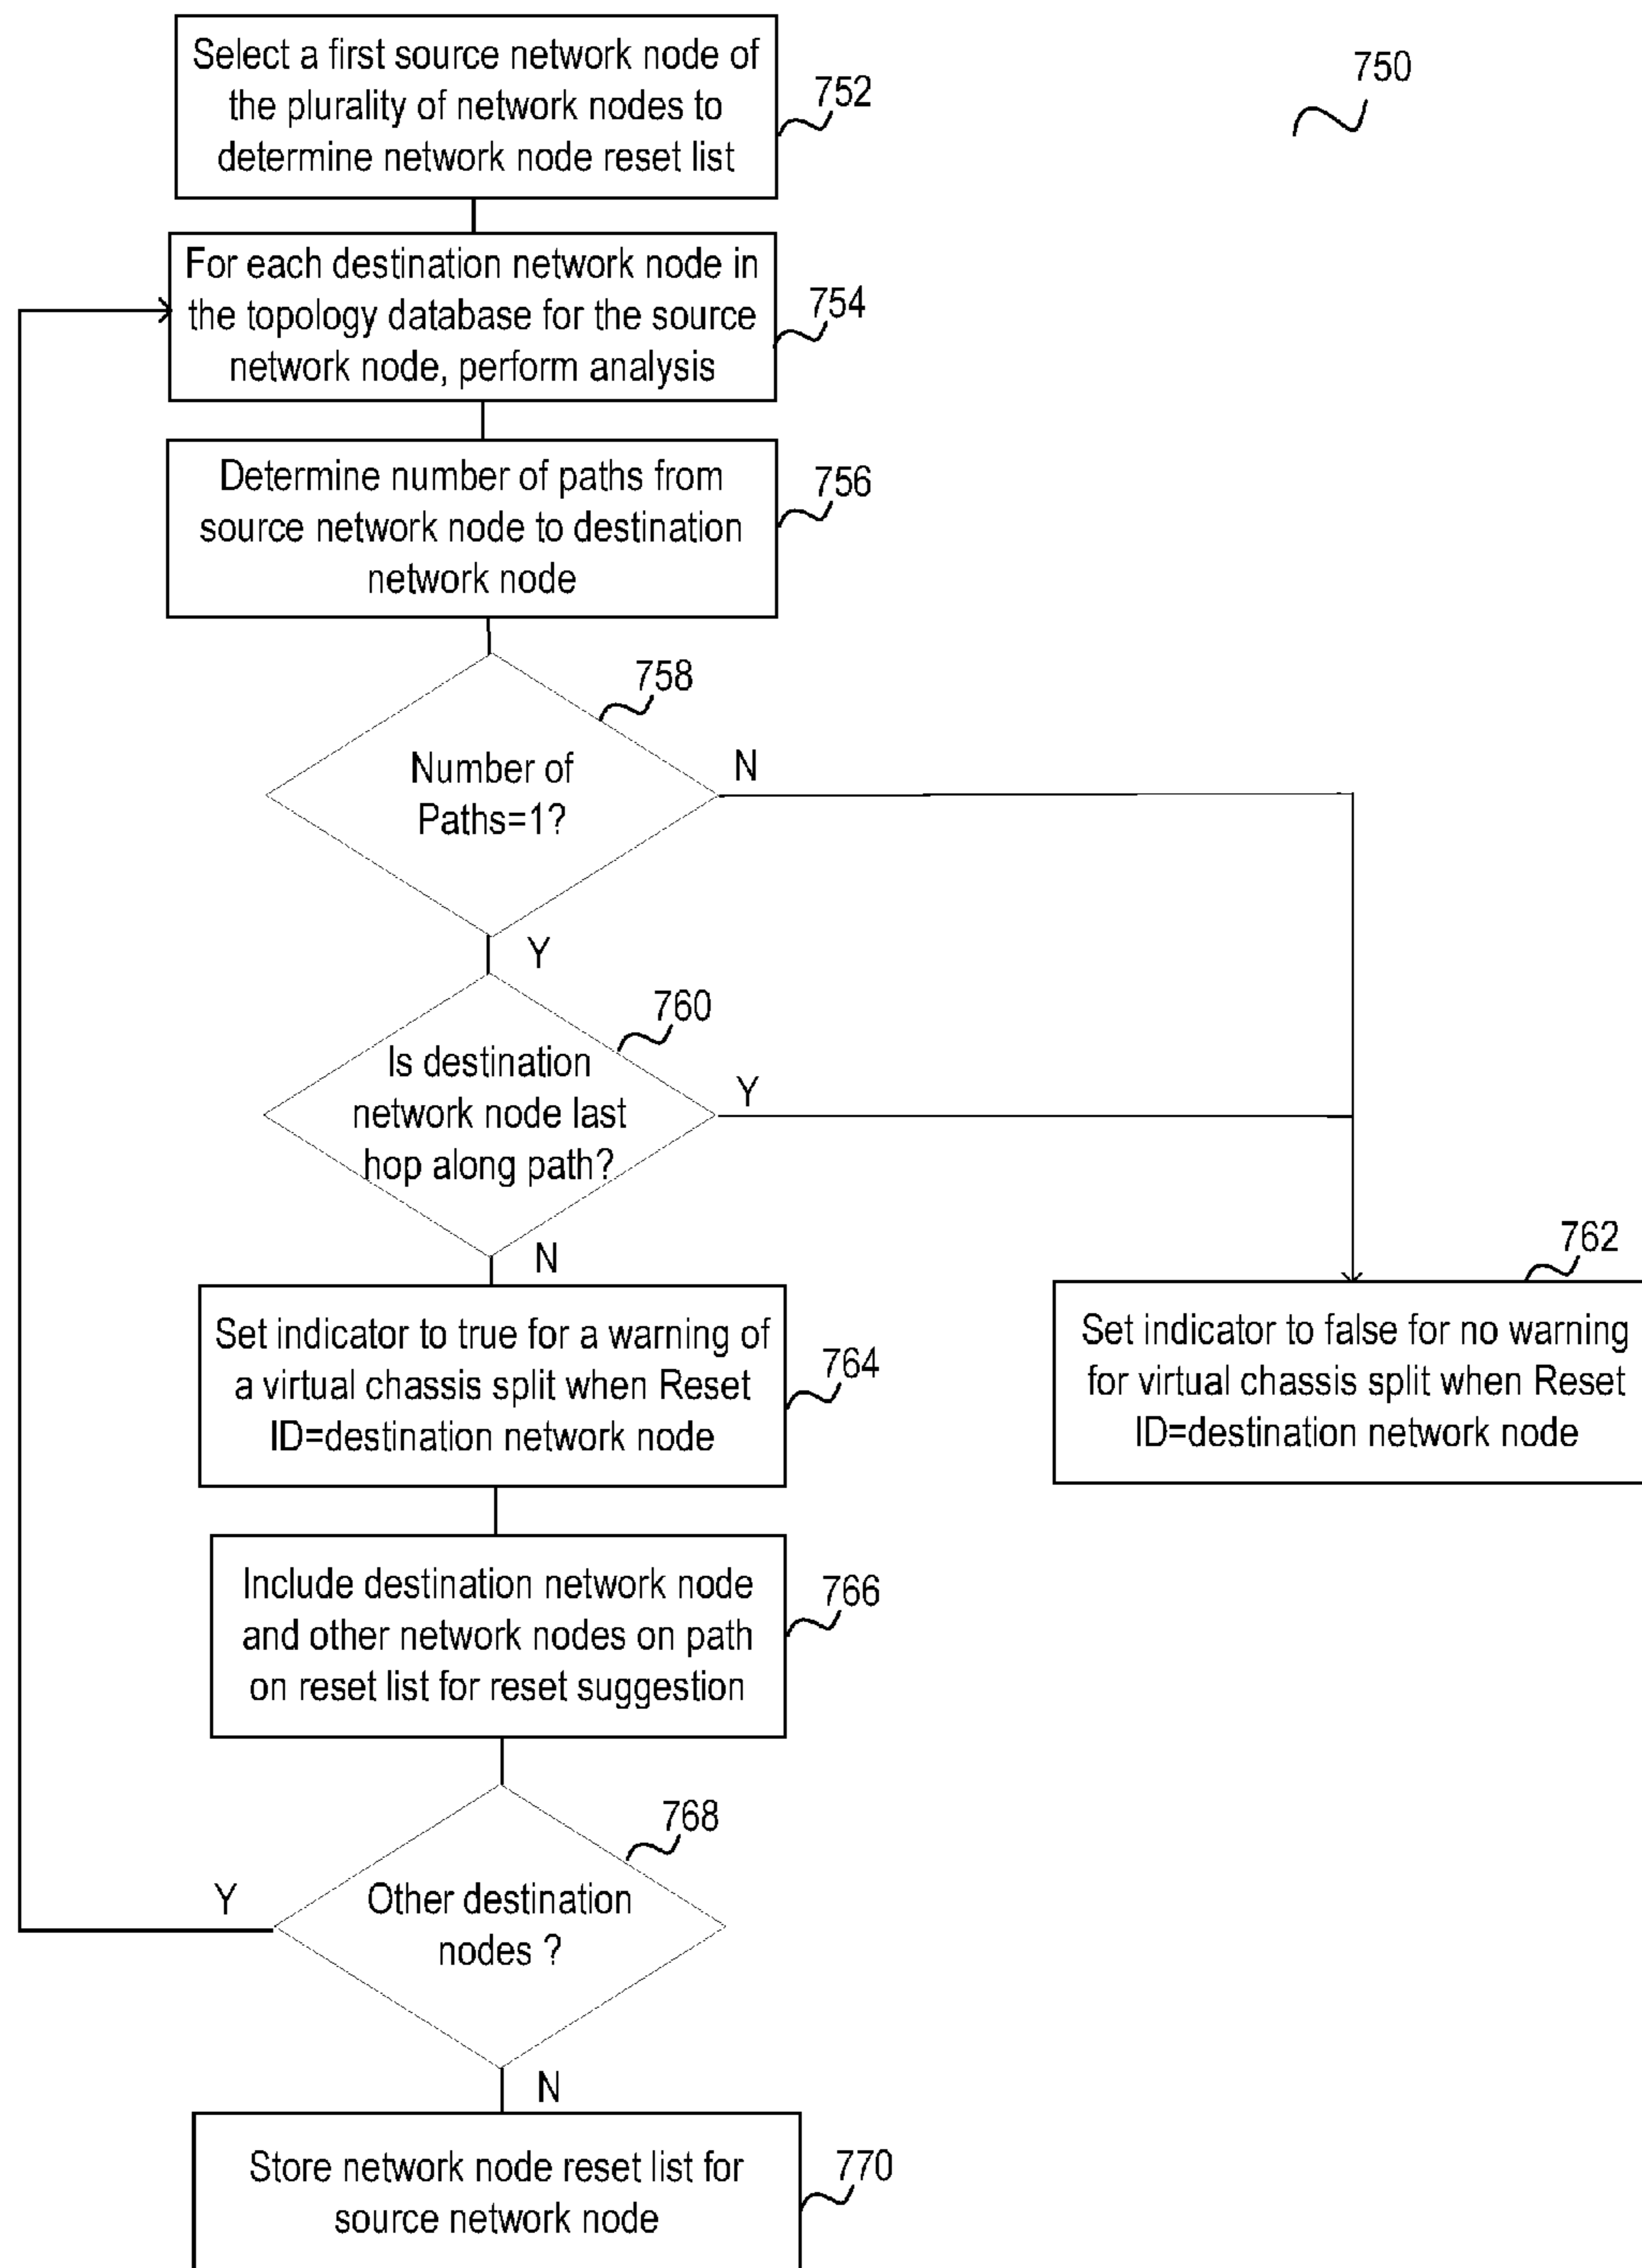 Select a first source network node of
the plurality of network nodes to
determine network node reset list
752
750
For each destination network node in
the topology database for the source
network node, perform analysis
754
Determine number of paths from
source network node to destination
network node
756
758
Number of
Paths=1?
N
Y
760
Is destination
network node last
hop along path?
Y
N
762
Set indicator to false for no warning
for virtual chassis split when Reset
ID=destination network node
Set indicator to true for a warning of
a virtual chassis split when Reset
ID=destination network node
764
Include destination network node
and other network nodes on path
on reset list for reset suggestion
766
768
Other destination
nodes ?
Y
N
Store network node reset list for
source network node
770